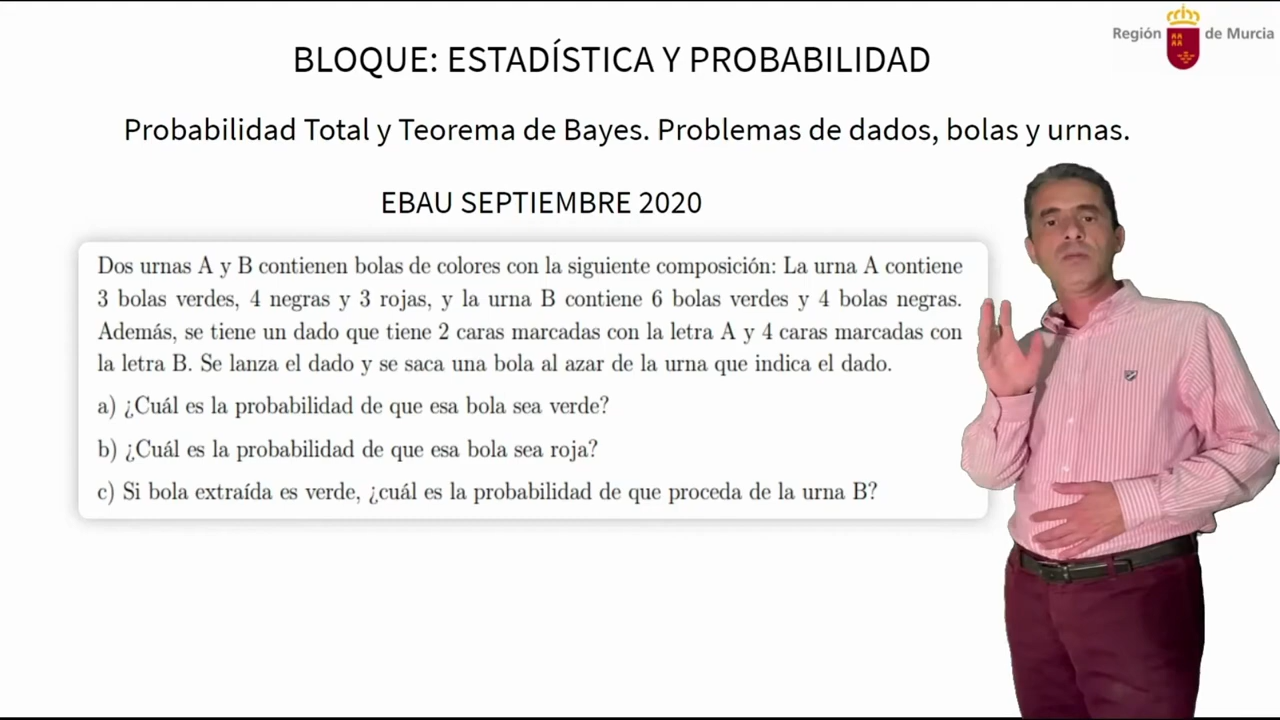 Región de Murcia
BLOQUE: ESTADÍSTICA Y PROBABILIDAD
Probabilidad Total y Teorema de Bayes. Problemas de dados, bolas y urnas.
EBAU SEPTIEMBRE 2020
Dos urnas A y B contienen bolas de colores con la siguiente composición: La urna A contiene
3 bolas verdes, 4 negras y 3 rojas, y la urna B contiene 6 bolas verdes y 4 bolas negras.
Además, se tiene un dado que tiene 2 caras marcadas con la letra A y 4 caras marcadas con
la letra B. Se lanza el dado y se saca una bola al azar de la urna que indica el dado.
a) ¿Cuál es la probabilidad de que esa bola sea verde?
b) ¿Cuál es la probabilidad de que esa bola sea roja?
c) Si bola extraída es verde, ¿cuál es la probabilidad de que proceda de la urna B?